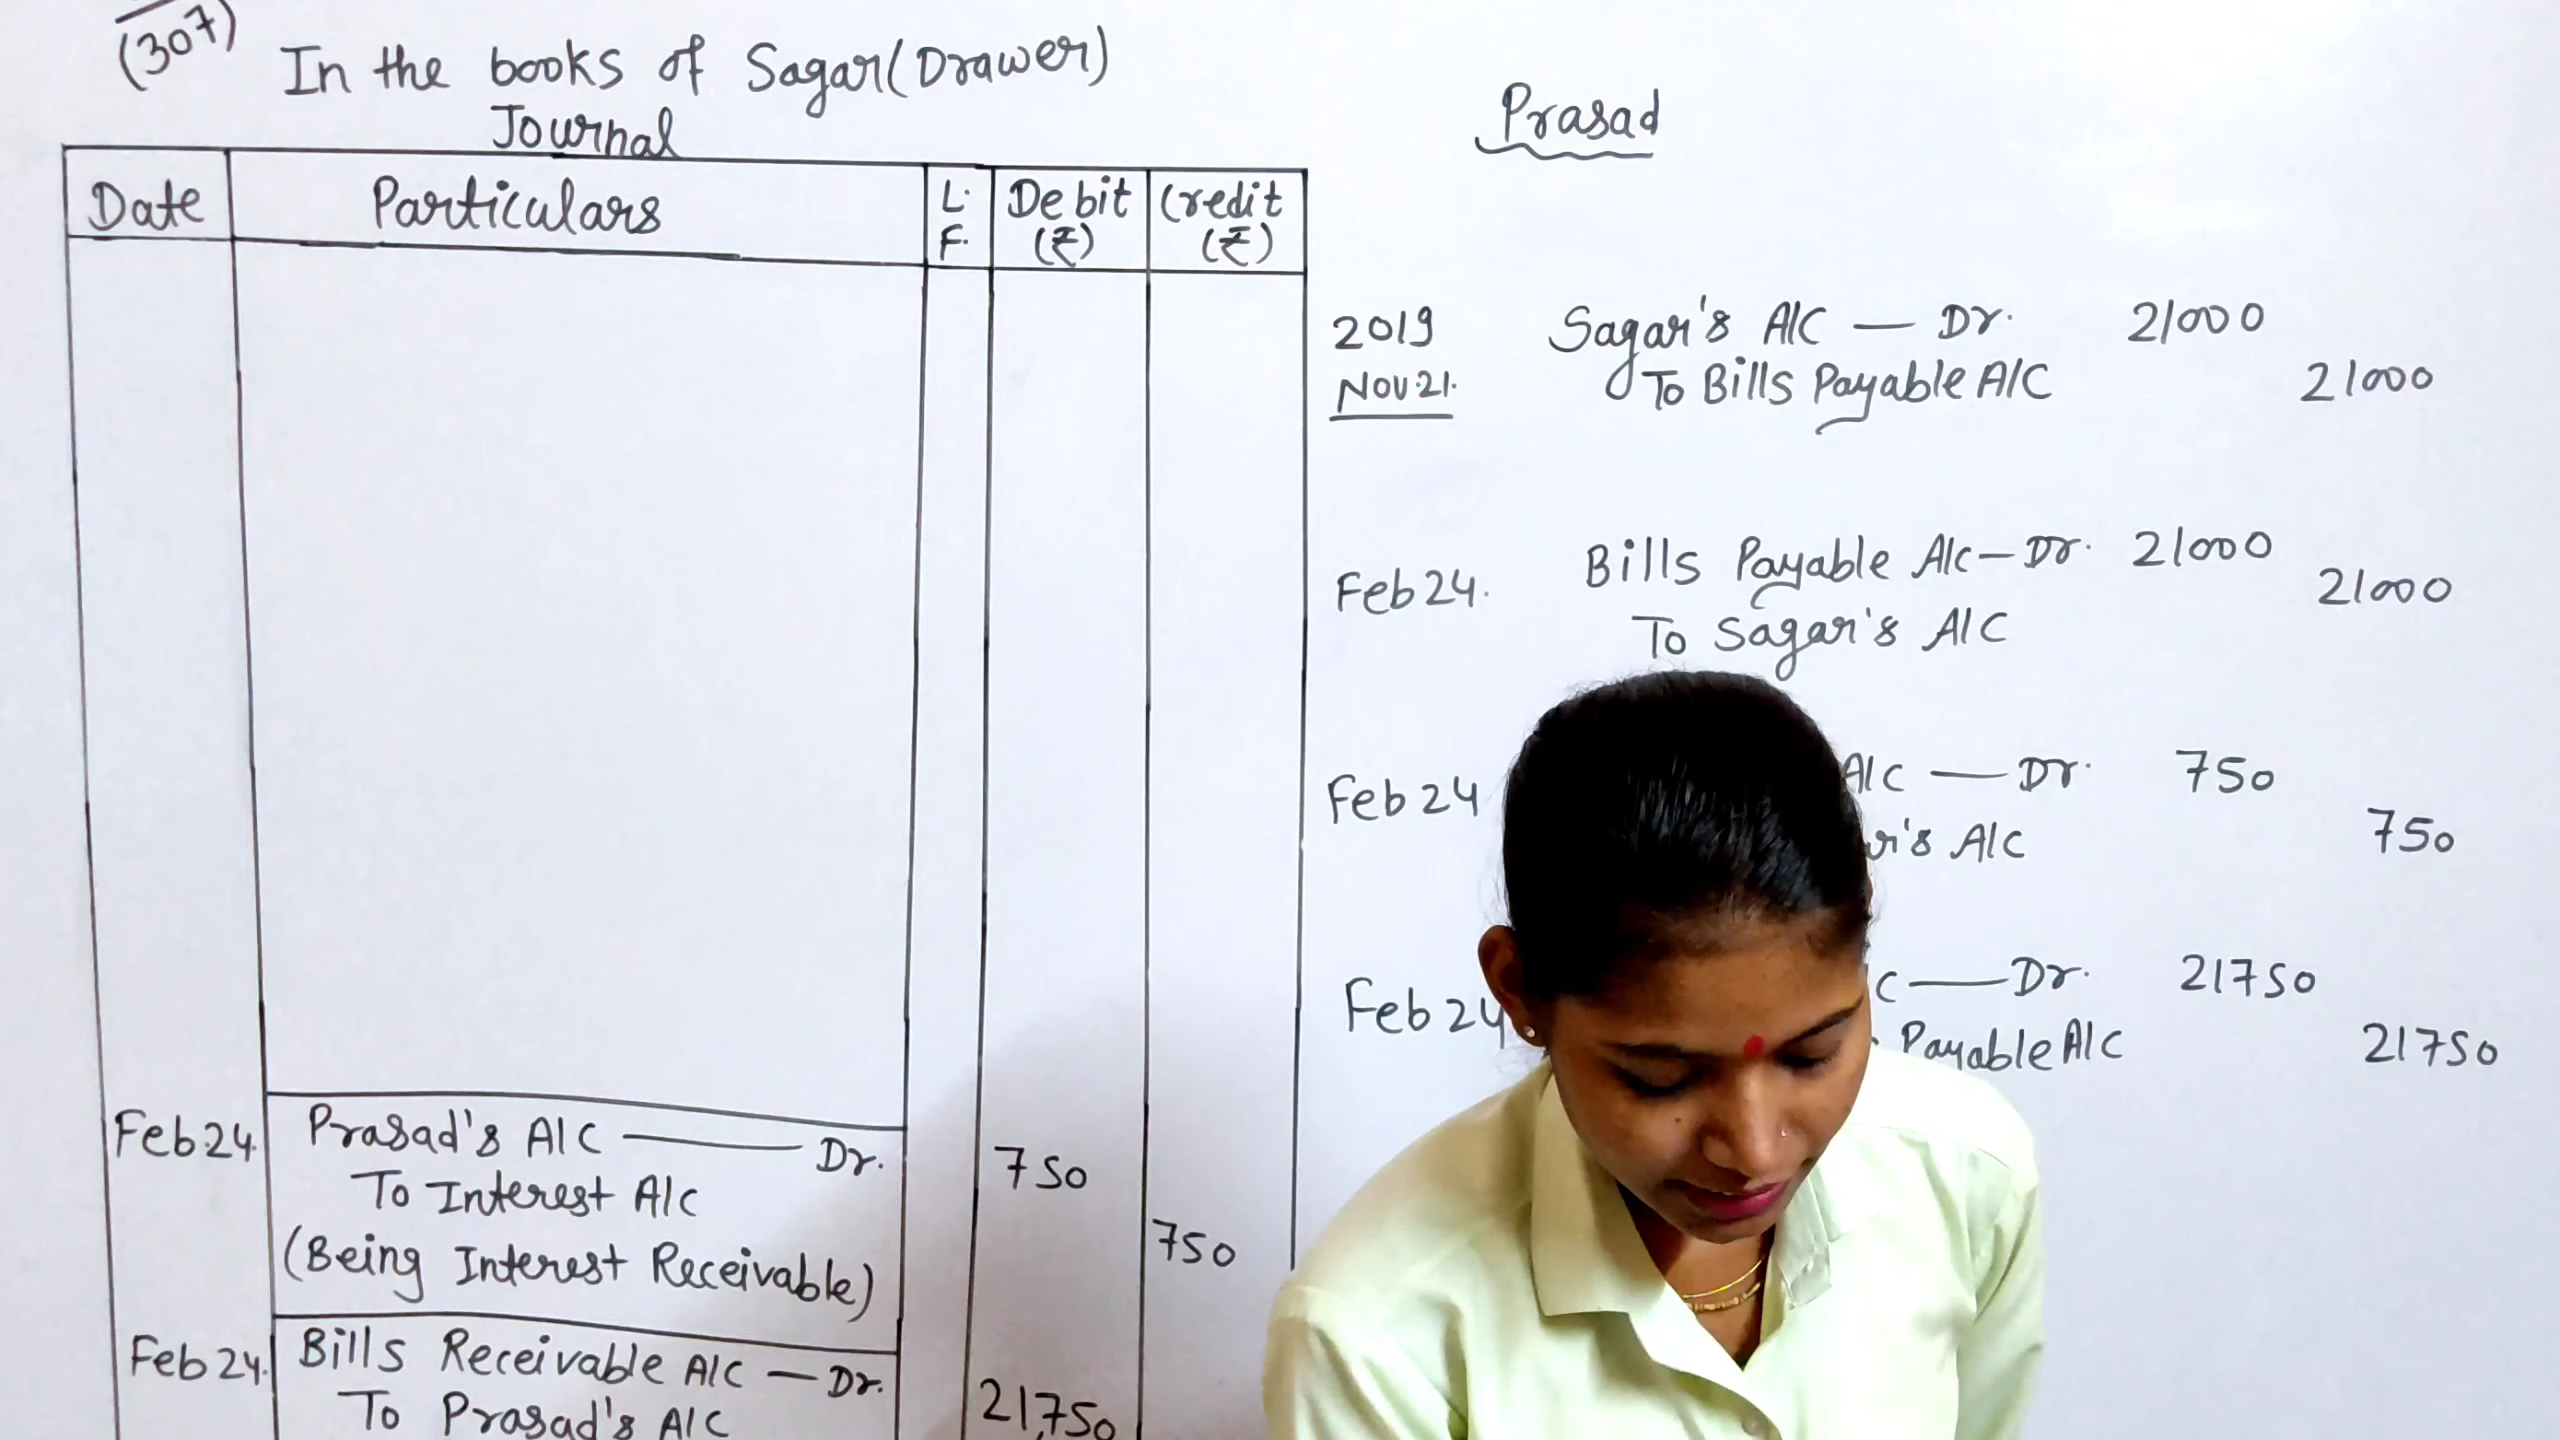 (307)
In the books of Sagar (Drawer)
Journal
Date Particulars L. F. Debit (₹) Credit (₹)
Feb 24. Prasad's A/C — Dr. 750
To Interest A/C 750
(Being Interest Receivable)
Feb 24. Bills Receivable A/C — Dr. 21,750
To Prasad's A/C
Prasad
2019 Sagar's A/C — Dr. 21000
Nov. 21. To Bills Payable A/C 21000
Feb 24. Bills Payable A/c — Dr. 21000
To Sagar's A/C 21000
Feb 24 A/C — Dr. 750
's A/C 750
Feb 24 C — Dr. 21750
Payable A/C 21750